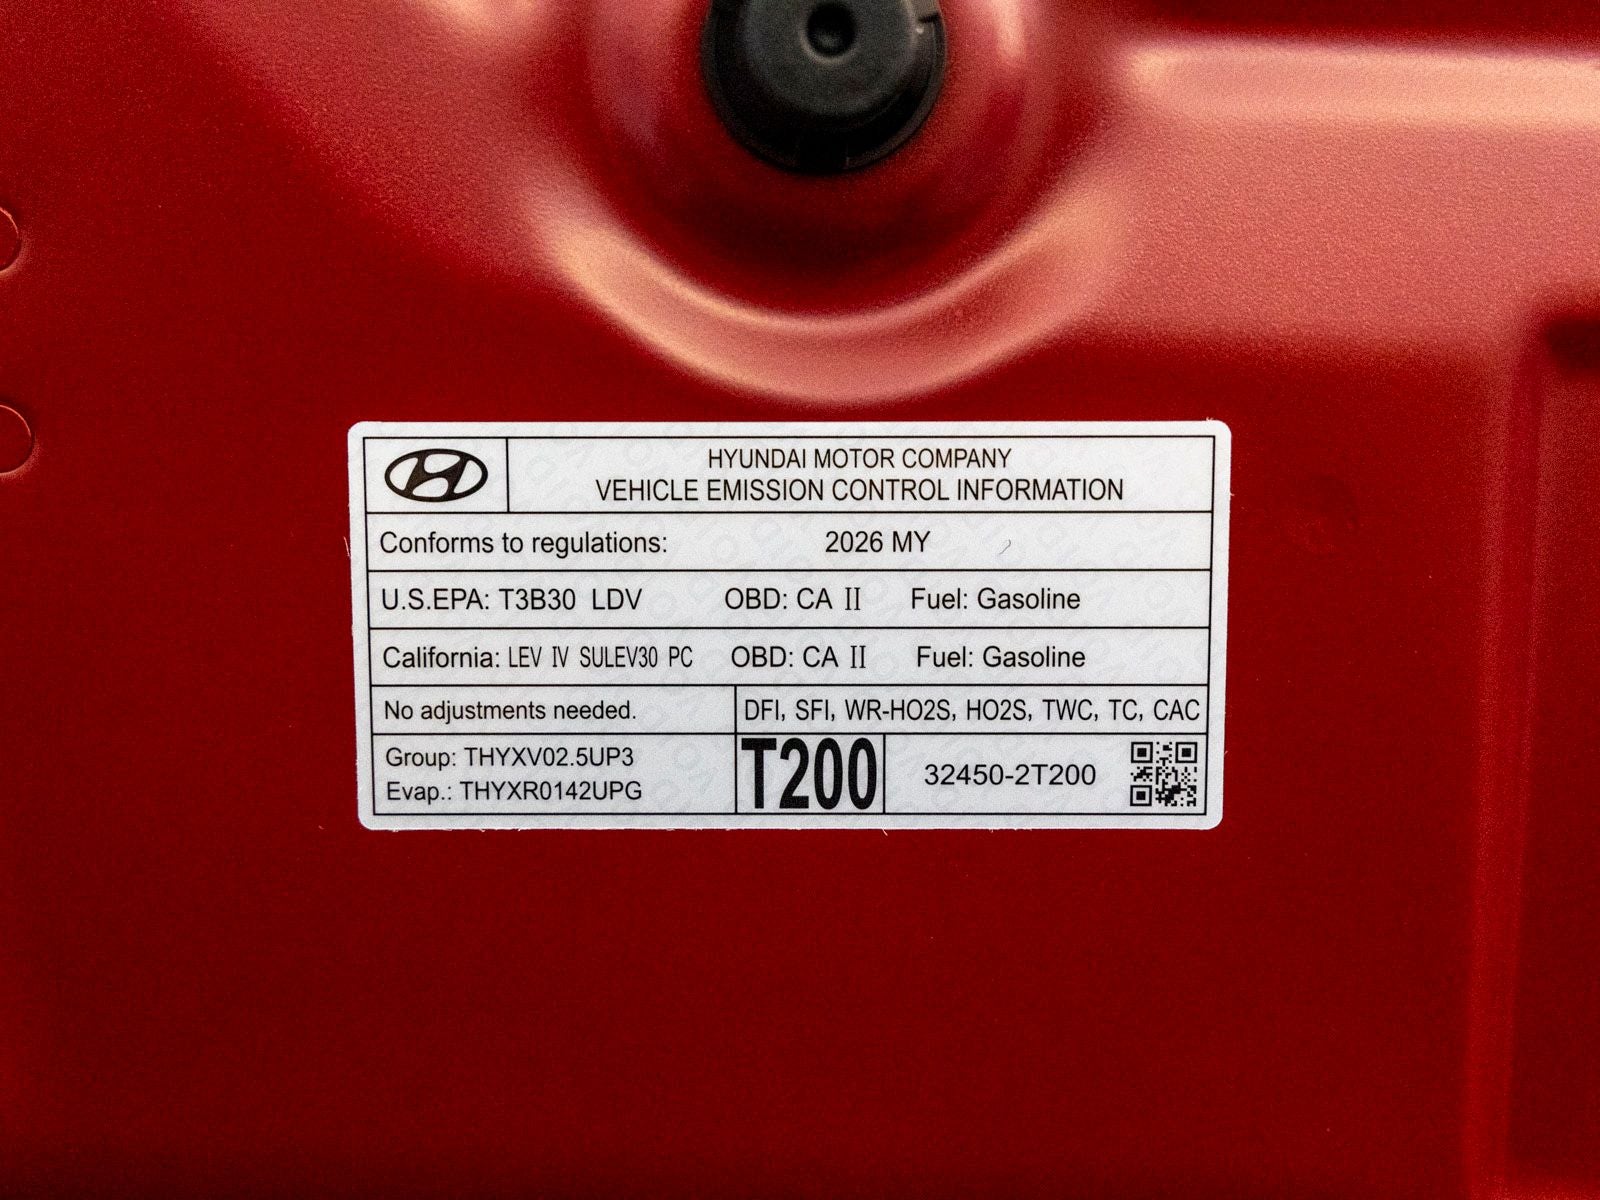 HYUNDAI MOTOR COMPANY
VEHICLE EMISSION CONTROL INFORMATION
Conforms to regulations: 2026 MY
U.S.EPA: T3B30 LDV OBD: CA II Fuel: Gasoline
California: LEV IV SULEV30 PC OBD: CA II Fuel: Gasoline
No adjustments needed. DFI, SFI, WR-HO2S, HO2S, TWC, TC, CAC
Group: THYXV02.5UP3
Evap.: THYXR0142UPG
T200
32450-2T200